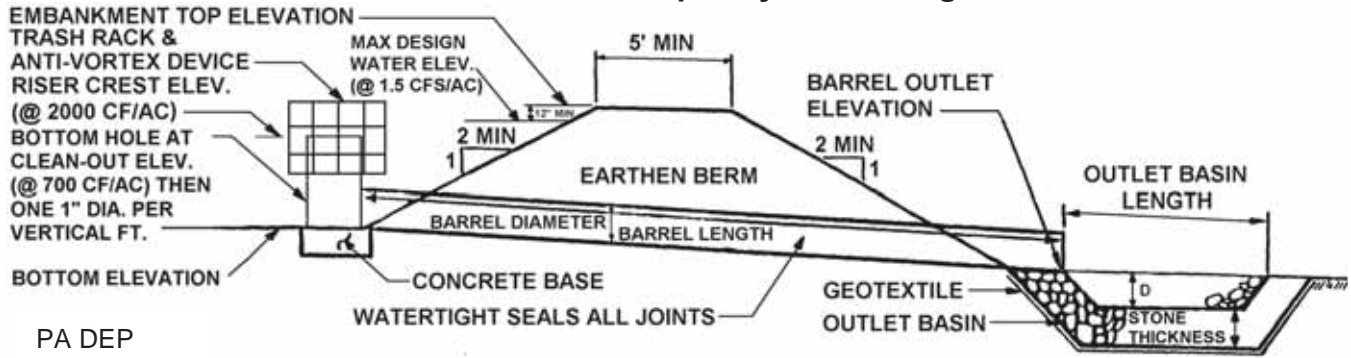 EMBANKMENT TOP ELEVATION
TRASH RACK &
ANTI-VORTEX DEVICE
RISER CREST ELEV.
(@ 2000 CF/AC)
BOTTOM HOLE AT
CLEAN-OUT ELEV.
(@ 700 CF/AC) THEN
ONE 1" DIA. PER
VERTICAL FT.
BOTTOM ELEVATION
MAX DESIGN
WATER ELEV.
(@ 1.5 CFS/AC)
12" MIN
5' MIN
2 MIN
1
2 MIN
1
EARTHEN BERM
BARREL DIAMETER
BARREL LENGTH
CONCRETE BASE
WATERTIGHT SEALS ALL JOINTS
BARREL OUTLET
ELEVATION
OUTLET BASIN
LENGTH
D
GEOTEXTILE
OUTLET BASIN
STONE
THICKNESS
PA DEP